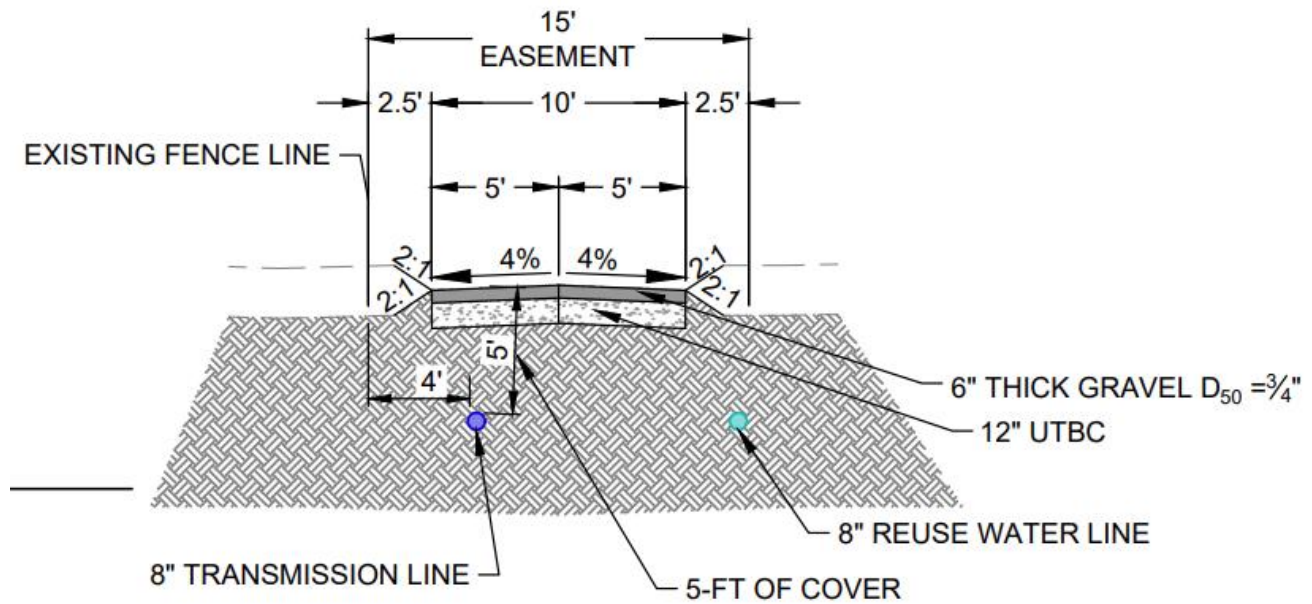 15'
EASEMENT
2.5'
10'
2.5'
EXISTING FENCE LINE
5'
5'
2:1
4%
4%
2:1
2:1
2:1
5'
4'
6" THICK GRAVEL D₅₀ =¾"
12" UTBC
8" REUSE WATER LINE
8" TRANSMISSION LINE
5-FT OF COVER